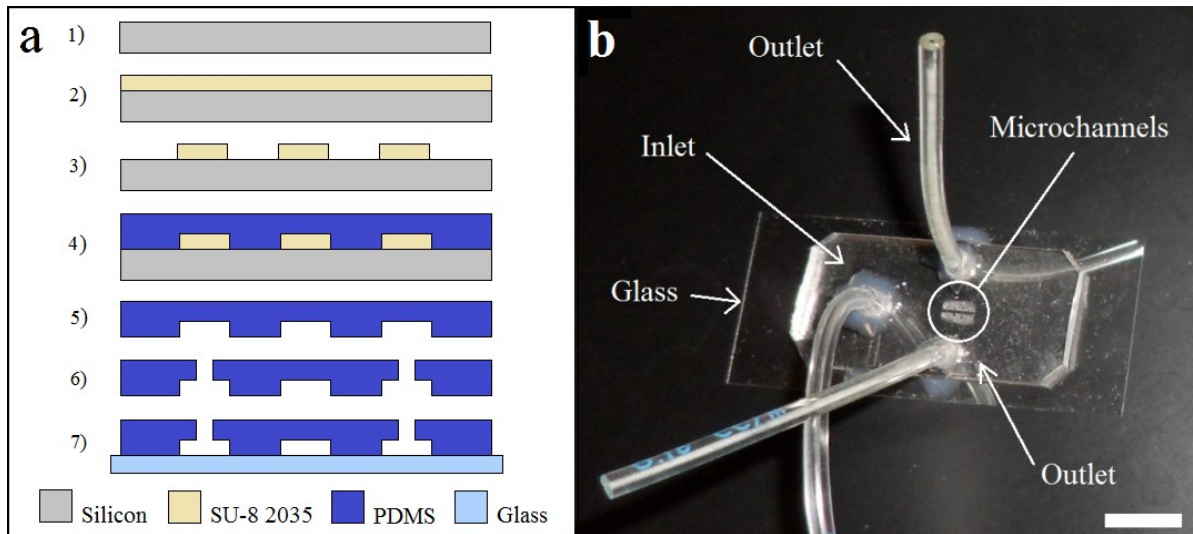 a
1)
2)
3)
4)
5)
6)
7)
Silicon SU-8 2035 PDMS Glass
b
Outlet
Microchannels
Inlet
Glass
Outlet